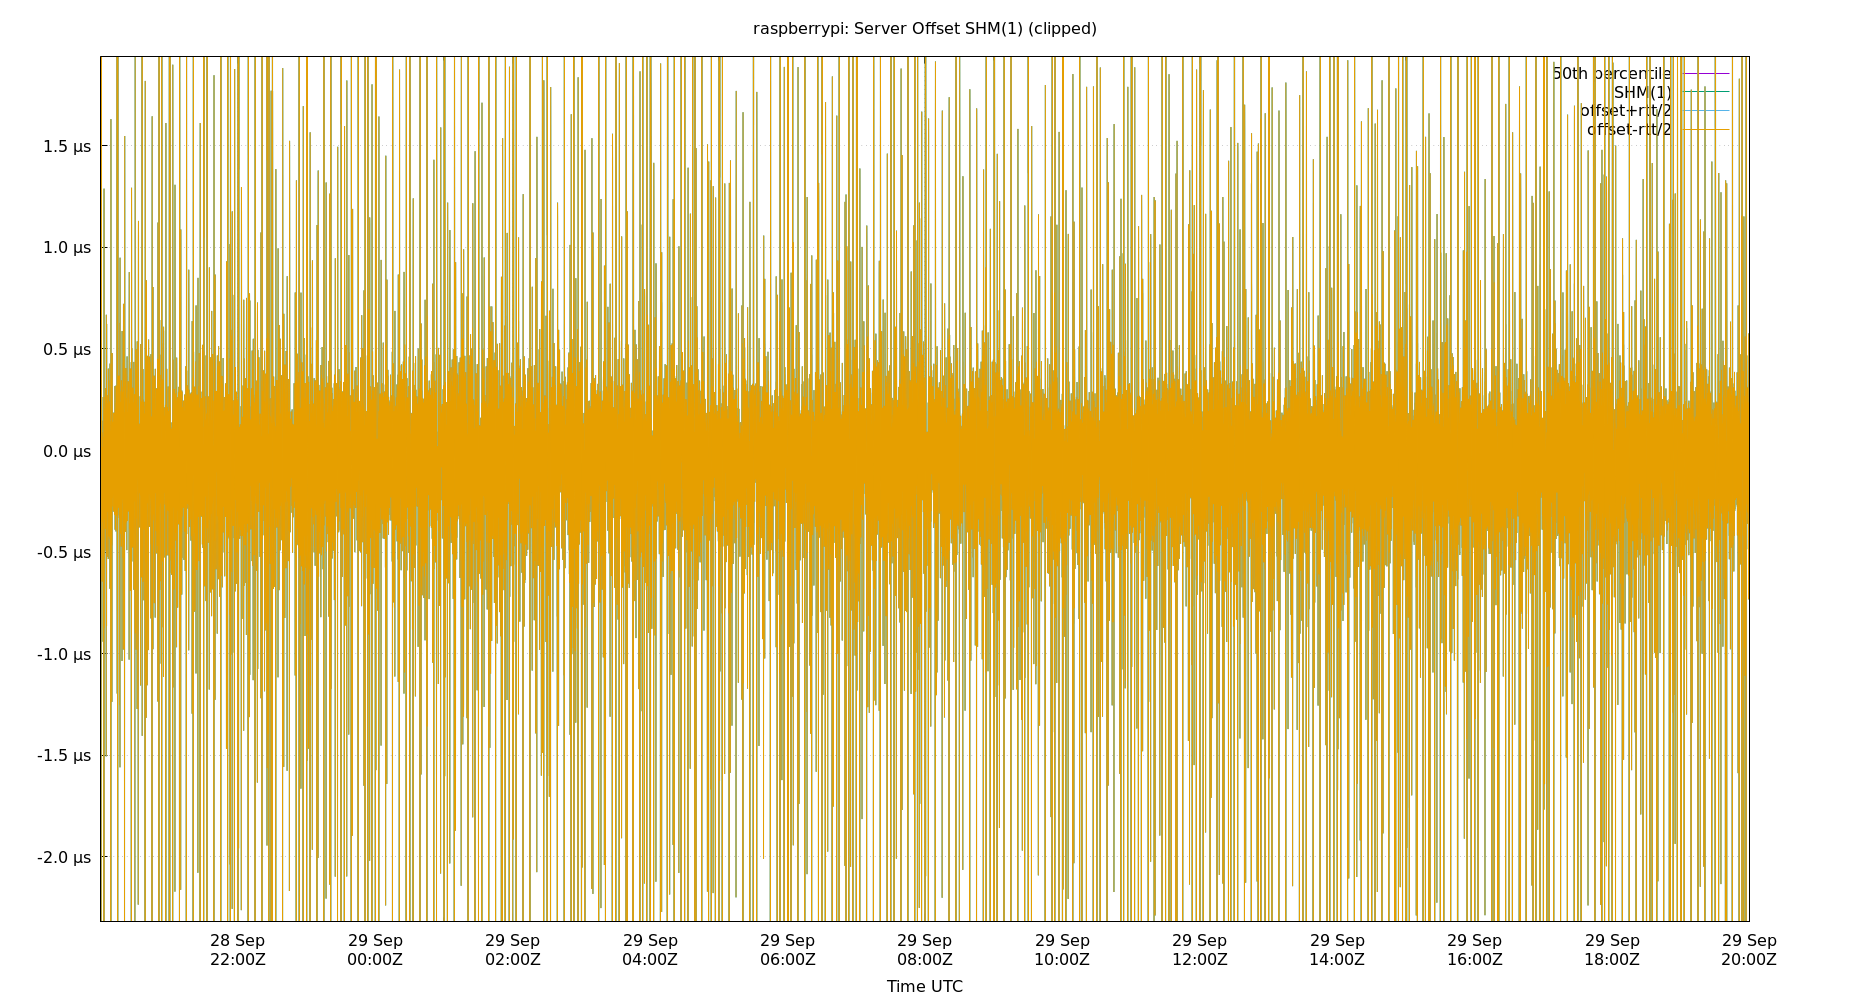 raspberrypi: Server Offset SHM(1) (clipped)
50th percentile
SHM(1)
offset+rtt/2
offset-rtt/2
1.5 µs
1.0 µs
0.5 µs
0.0 µs
-0.5 µs
-1.0 µs
-1.5 µs
-2.0 µs
28 Sep 29 Sep 29 Sep 29 Sep 29 Sep 29 Sep 29 Sep 29 Sep 29 Sep 29 Sep 29 Sep 29 Sep
22:00Z 00:00Z 02:00Z 04:00Z 06:00Z 08:00Z 10:00Z 12:00Z 14:00Z 16:00Z 18:00Z 20:00Z
Time UTC